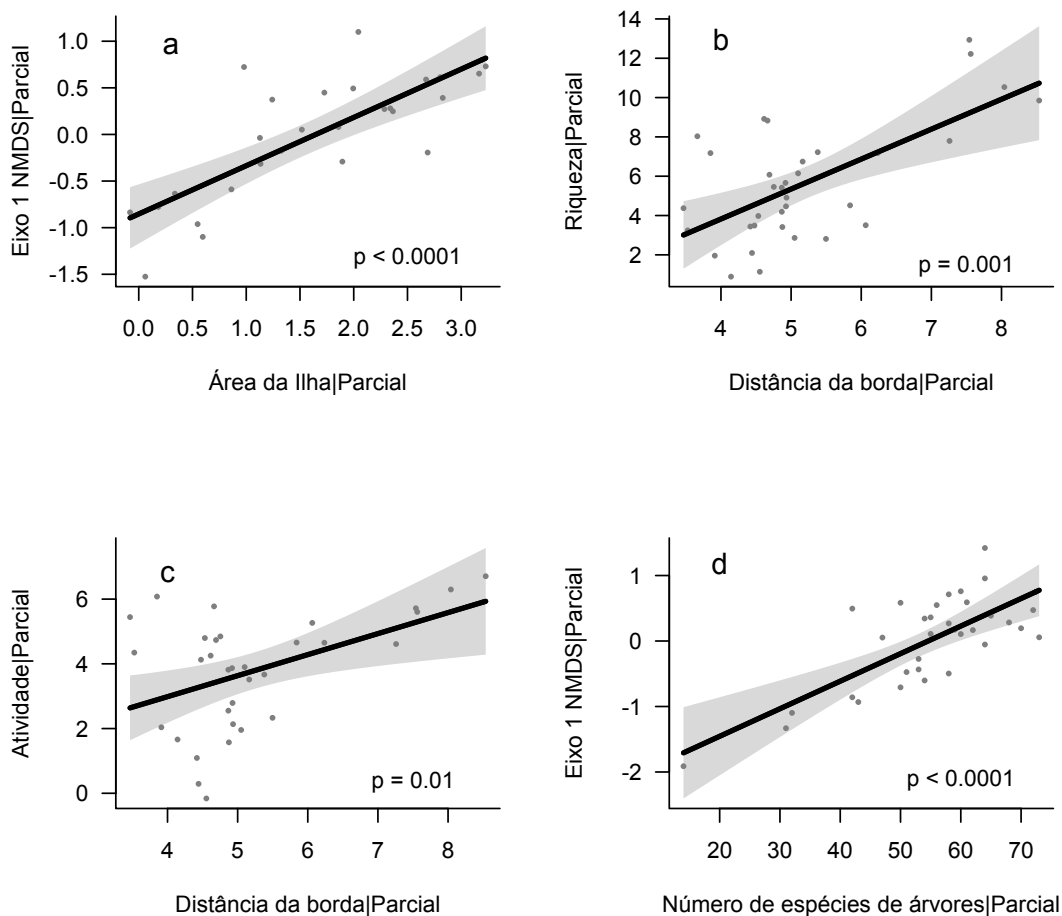 a
Eixo 1 NMDS|Parcial
1.0
0.5
0.0
-0.5
-1.0
-1.5
p < 0.0001
0.0 0.5 1.0 1.5 2.0 2.5 3.0
Área da Ilha|Parcial
b
Riqueza|Parcial
14
12
10
8
6
4
2
p = 0.001
4 5 6 7 8
Distância da borda|Parcial
c
Atividade|Parcial
6
4
2
0
p = 0.01
4 5 6 7 8
Distância da borda|Parcial
d
Eixo 1 NMDS|Parcial
1
0
-1
-2
p < 0.0001
20 30 40 50 60 70
Número de espécies de árvores|Parcial